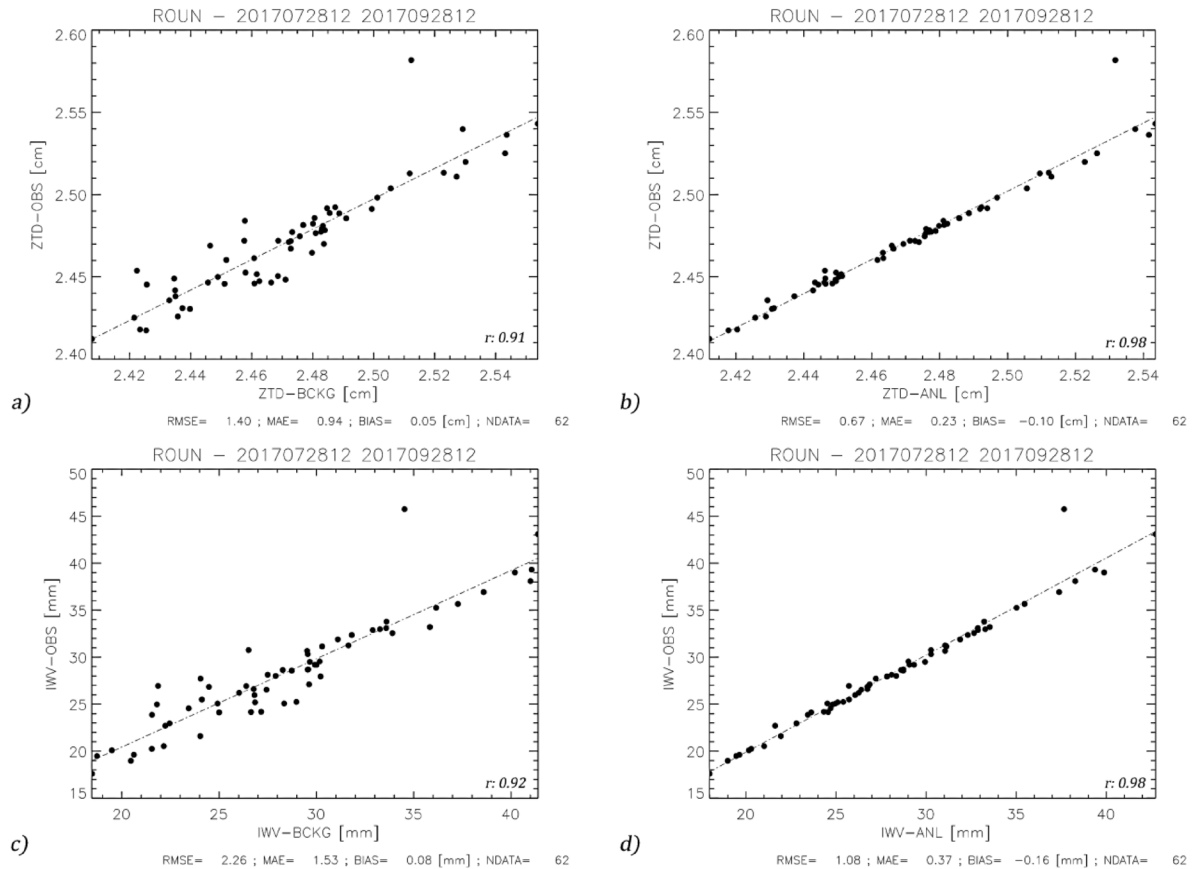 ROUN – 2017072812 2017092812
2.60
2.55
2.50
2.45
2.40
ZTD–OBS [cm]
2.42 2.44 2.46 2.48 2.50 2.52 2.54
ZTD–BCKG [cm]
r: 0.91
a)
RMSE= 1.40 ; MAE= 0.94 ; BIAS= 0.05 [cm] ; NDATA= 62
ROUN – 2017072812 2017092812
2.60
2.55
2.50
2.45
2.40
ZTD–OBS [cm]
2.42 2.44 2.46 2.48 2.50 2.52 2.54
ZTD–ANL [cm]
r: 0.98
b)
RMSE= 0.67 ; MAE= 0.23 ; BIAS= –0.10 [cm] ; NDATA= 62
ROUN – 2017072812 2017092812
50
45
40
35
30
25
20
15
IWV–OBS [mm]
20 25 30 35 40
IWV–BCKG [mm]
r: 0.92
c)
RMSE= 2.26 ; MAE= 1.53 ; BIAS= 0.08 [mm] ; NDATA= 62
ROUN – 2017072812 2017092812
50
45
40
35
30
25
20
15
IWV–OBS [mm]
20 25 30 35 40
IWV–ANL [mm]
r: 0.98
d)
RMSE= 1.08 ; MAE= 0.37 ; BIAS= –0.16 [mm] ; NDATA= 62